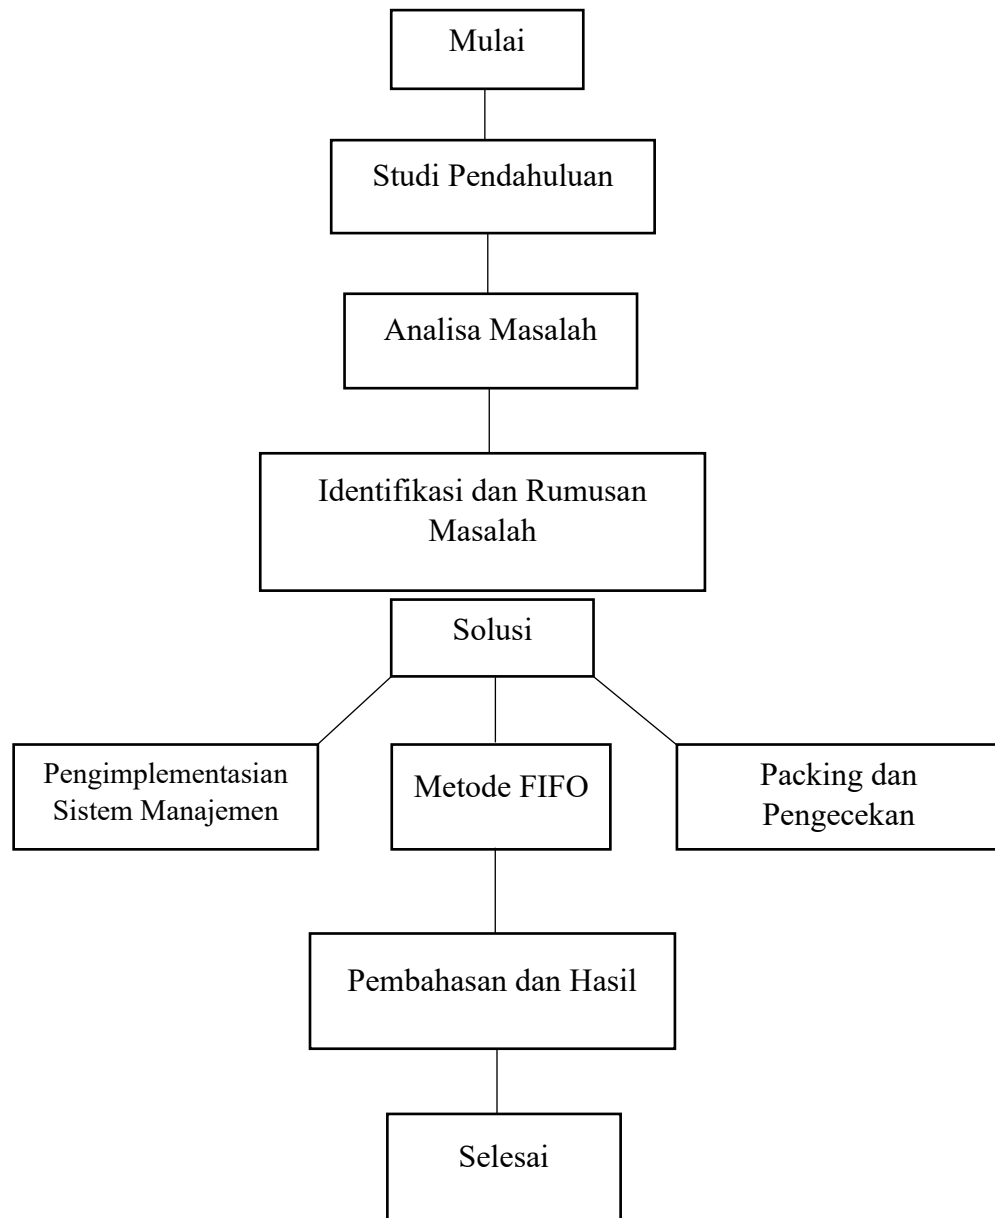 Mulai
Studi Pendahuluan
Analisa Masalah
Identifikasi dan Rumusan
Masalah
Solusi
Pengimplementasian
Sistem Manajemen
Metode FIFO
Packing dan
Pengecekan
Pembahasan dan Hasil
Selesai